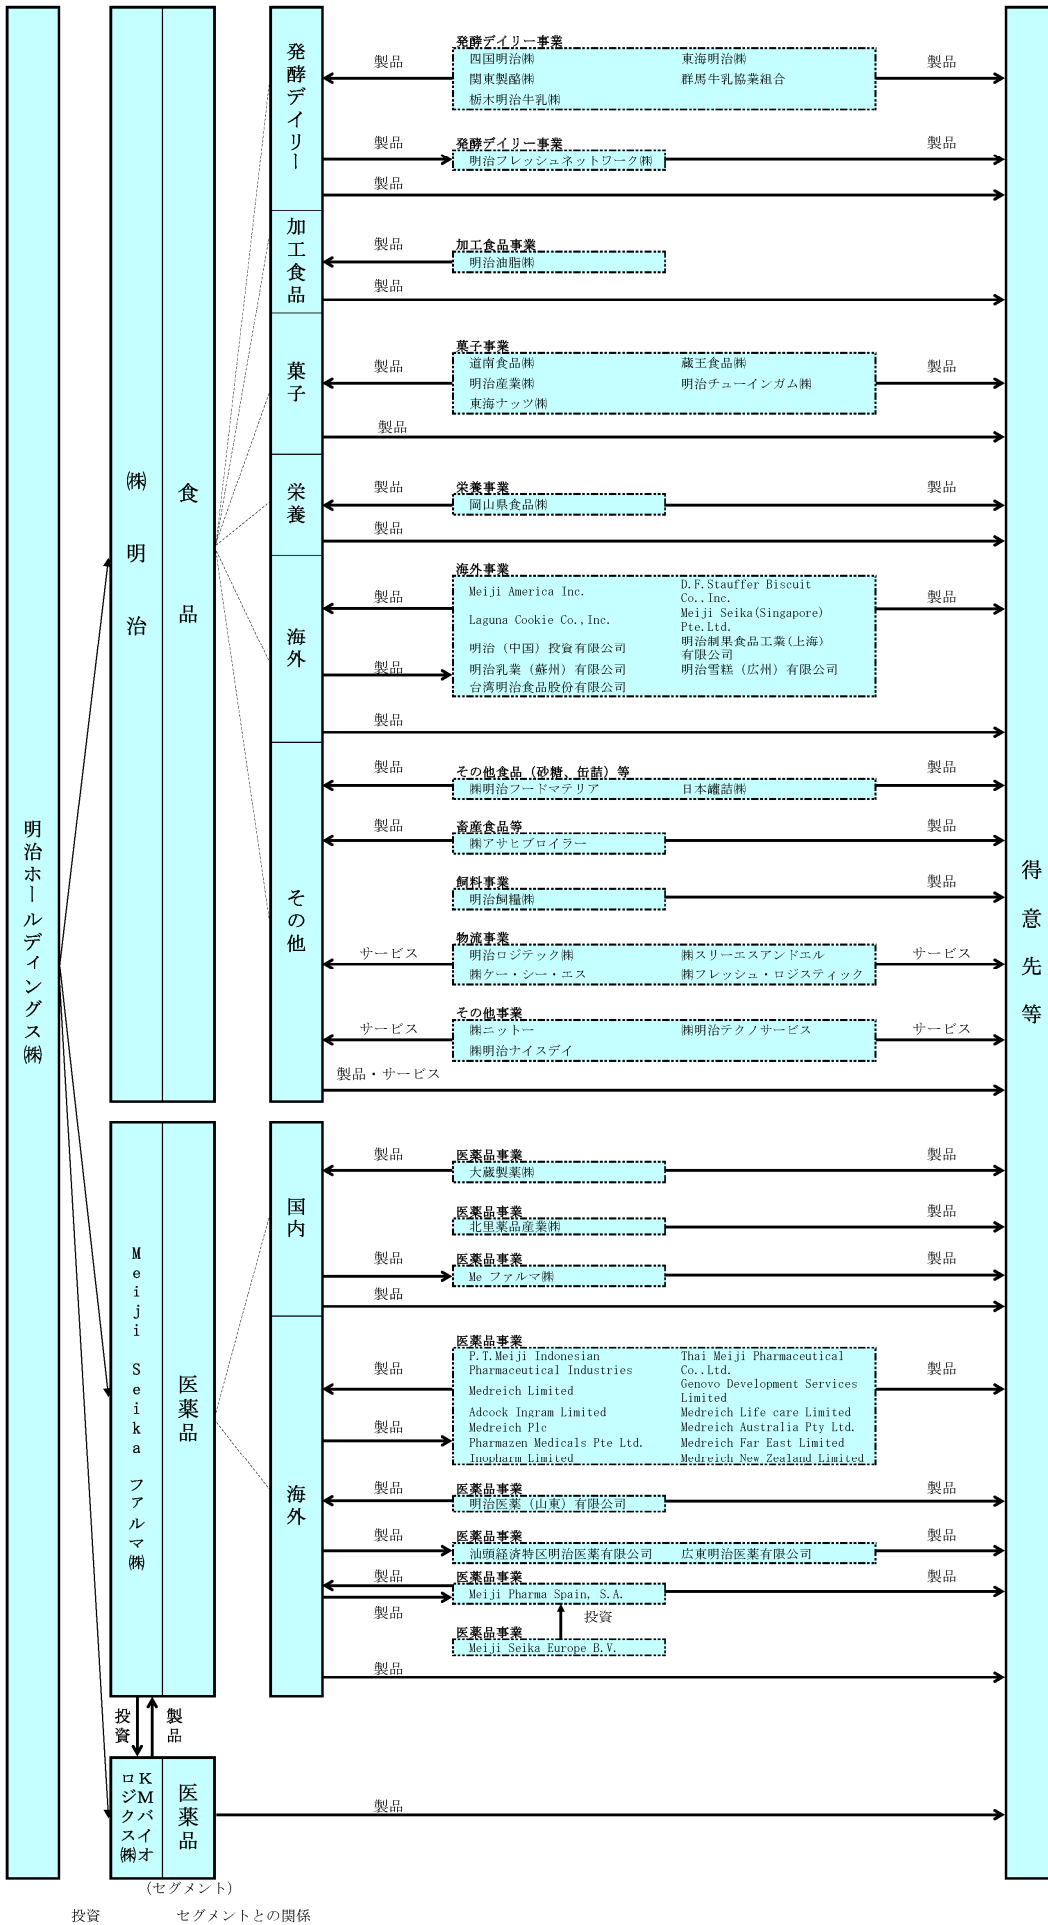 明治ホールディングス㈱
㈱明治
食品
発酵デイリー
製品
発酵デイリー事業
四国明治㈱
東海明治㈱
関東製酪㈱
群馬牛乳協業組合
栃木明治牛乳㈱
製品
製品
発酵デイリー事業
明治フレッシュネットワーク㈱
製品
製品
加工食品
製品
加工食品事業
明治油脂㈱
製品
菓子
製品
菓子事業
道南食品㈱
蔵王食品㈱
明治産業㈱
明治チューインガム㈱
東海ナッツ㈱
製品
製品
栄養
製品
栄養事業
岡山県食品㈱
製品
製品
海外
製品
海外事業
Meiji America Inc.
D.F.Stauffer Biscuit
Co.,Inc.
Laguna Cookie Co.,Inc.
Meiji Seika(Singapore)
Pte.Ltd.
明治（中国）投資有限公司
明治制果食品工業(上海)
有限公司
明治乳業（蘇州）有限公司
明治雪糕（広州）有限公司
台湾明治食品股份有限公司
製品
製品
製品
その他
製品
その他食品（砂糖、缶詰）等
㈱明治フードマテリア
日本罐詰㈱
製品
製品
畜産食品等
㈱アサヒブロイラー
製品
飼料事業
明治飼糧㈱
製品
サービス
物流事業
明治ロジテック㈱
㈱スリーエスアンドエル
㈱ケー・シー・エス
㈱フレッシュ・ロジスティック
サービス
サービス
その他事業
㈱ニットー
㈱明治テクノサービス
㈱明治ナイスデイ
サービス
製品・サービス
Meiji Seika ファルマ㈱
医薬品
国内
製品
医薬品事業
大蔵製薬㈱
製品
医薬品事業
北里薬品産業㈱
製品
製品
医薬品事業
Me ファルマ㈱
製品
製品
海外
製品
医薬品事業
P.T.Meiji Indonesian
Pharmaceutical Industries
Thai Meiji Pharmaceutical
Co.,Ltd.
Medreich Limited
Genovo Development Services
Limited
Adcock Ingram Limited
Medreich Life care Limited
Medreich Plc
Medreich Australia Pty Ltd.
Pharmazen Medicals Pte Ltd.
Medreich Far East Limited
Inopharm Limited
Medreich New Zealand Limited
製品
製品
製品
医薬品事業
明治医薬（山東）有限公司
製品
製品
医薬品事業
汕頭経済特区明治医薬有限公司
広東明治医薬有限公司
製品
製品
医薬品事業
Meiji Pharma Spain, S.A.
製品
製品
投資
医薬品事業
Meiji Seika Europe B.V.
製品
投資
製品
KMバイオ
ロジクス㈱
医薬品
製品
得意先等
(セグメント)
投資
セグメントとの関係